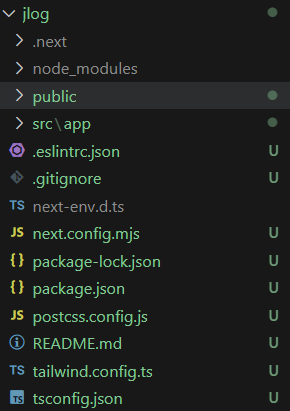 jlog
.next
node_modules
public
src\app
.eslintrc.json U
.gitignore U
TS next-env.d.ts
JS next.config.mjs U
{} package-lock.json U
{} package.json U
JS postcss.config.js U
README.md U
TS tailwind.config.ts U
TS tsconfig.json U